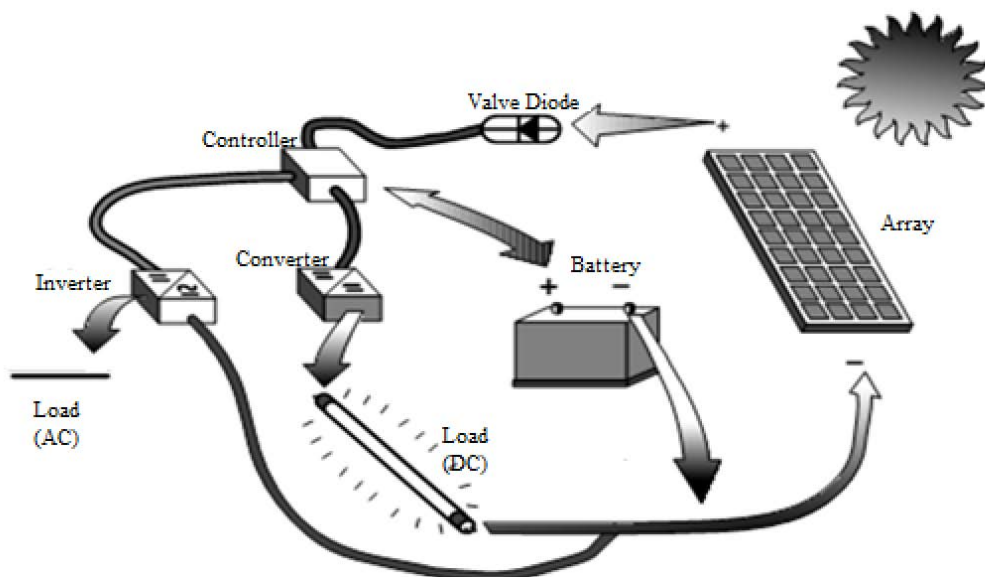 Valve Diode
+
Controller
Array
Converter
Battery
Inverter
+ −
−
Load
(AC)
Load
(DC)